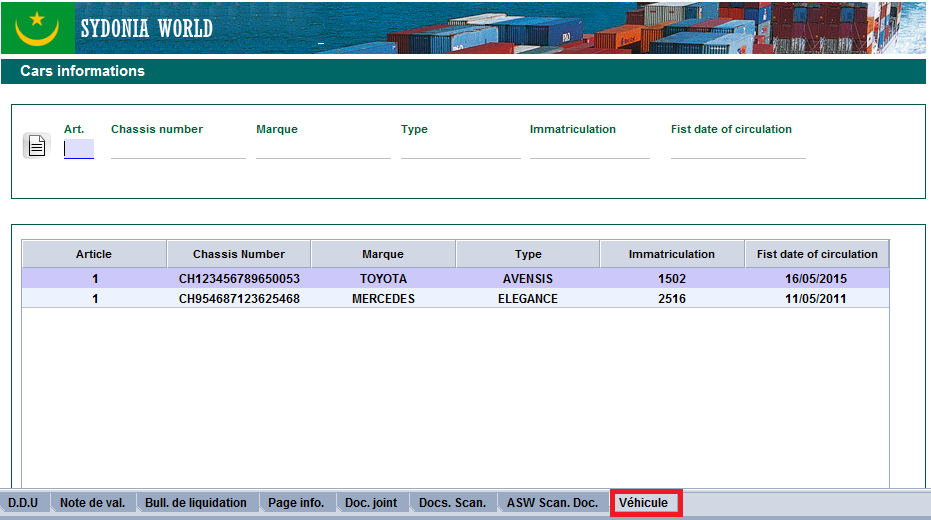 SYDONIA WORLD
Cars informations
Art. Chassis number Marque Type Immatriculation Fist date of circulation
Article Chassis Number Marque Type Immatriculation Fist date of circulation
1 CH123456789650053 TOYOTA AVENSIS 1502 16/05/2015
1 CH954687123625468 MERCEDES ELEGANCE 2516 11/05/2011
D.D.U Note de val. Bull. de liquidation Page info. Doc. joint Docs. Scan. ASW Scan. Doc. Véhicule